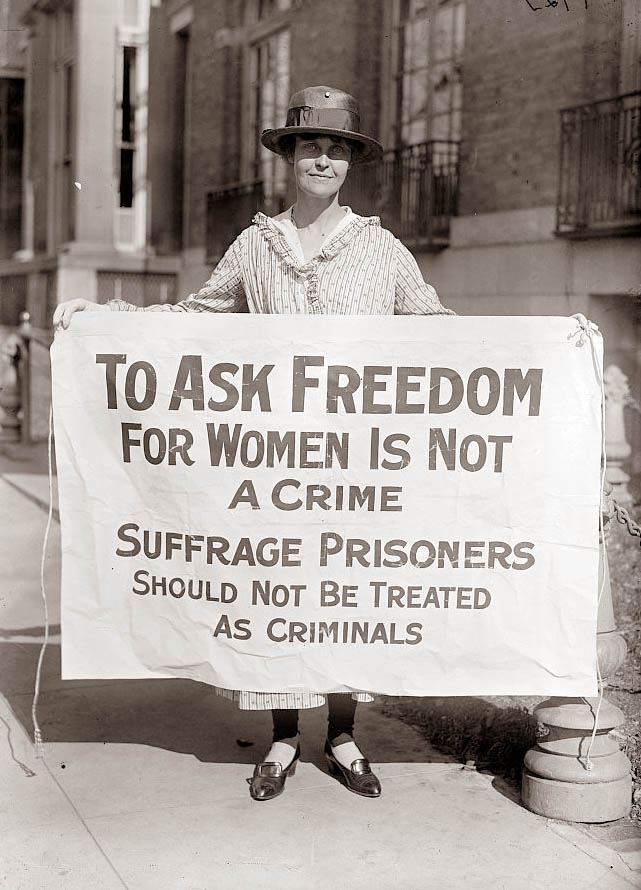 TO ASK FREEDOM
FOR WOMEN IS NOT
A CRIME
SUFFRAGE PRISONERS
SHOULD NOT BE TREATED
AS CRIMINALS